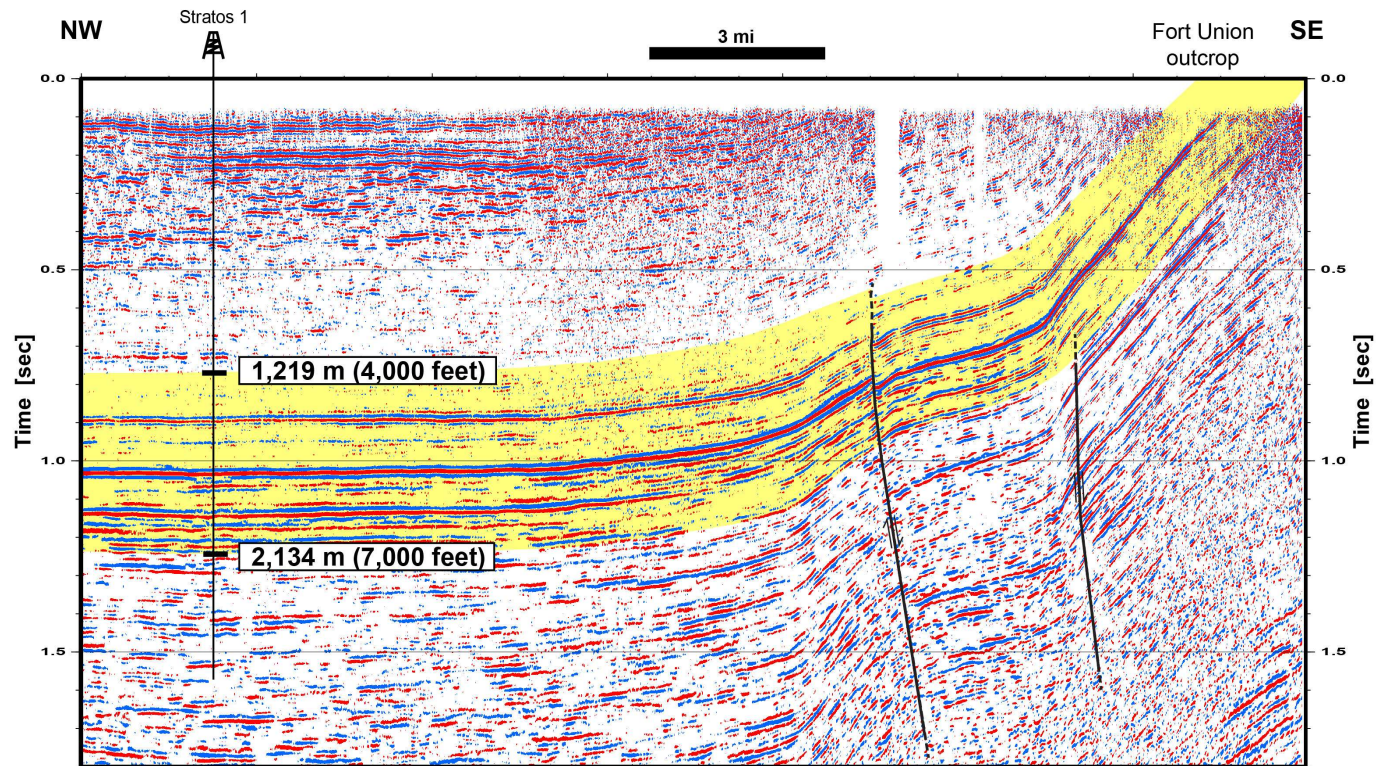 Stratos 1
NW
3 mi
Fort Union
outcrop
SE
0.0
0.0
0.5
0.5
1,219 m (4,000 feet)
Time [sec]
Time [sec]
1.0
1.0
2,134 m (7,000 feet)
1.5
1.5